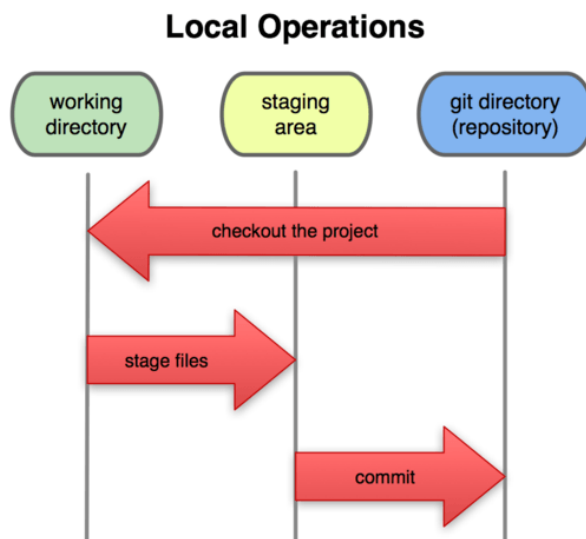 Local Operations
working
directory
staging
area
git directory
(repository)
checkout the project
stage files
commit